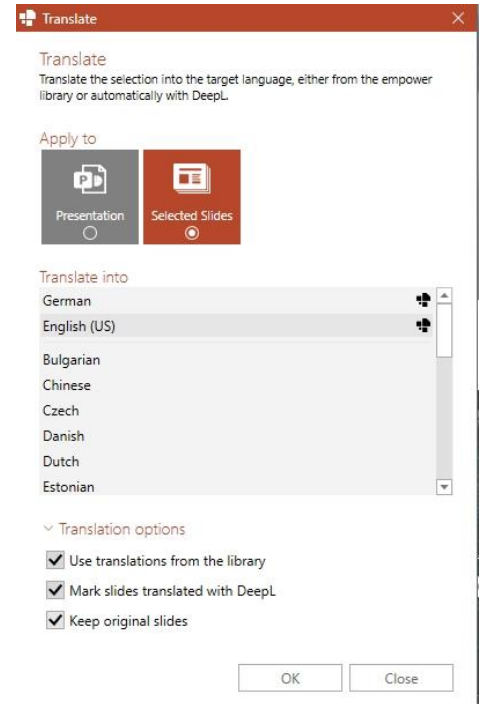 Translate
Translate
Translate the selection into the target language, either from the empower
library or automatically with DeepL.
Apply to
Presentation
Selected Slides
Translate into
German
English (US)
Bulgarian
Chinese
Czech
Danish
Dutch
Estonian
Translation options
Use translations from the library
Mark slides translated with DeepL
Keep original slides
OK
Close